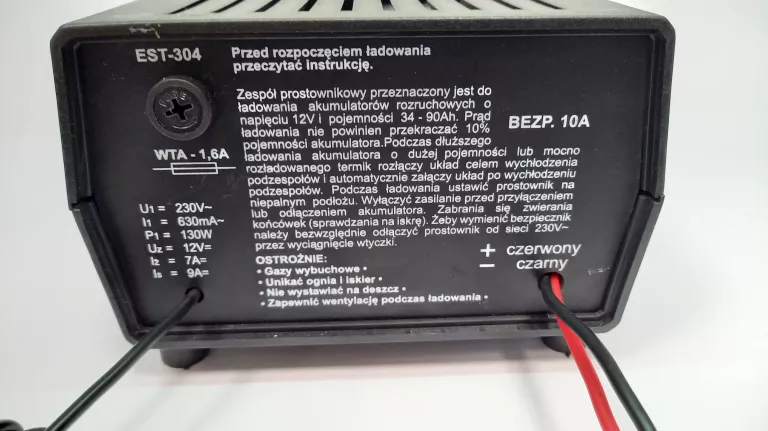 EST-304
Przed rozpoczęciem ładowania
przeczytać instrukcję.
Zespół prostownikowy przeznaczony jest do
ładowania akumulatorów rozruchowych o
napięciu 12V i pojemności 34 - 90Ah. Prąd
ładowania nie powinien przekraczać 10%
pojemności akumulatora.Podczas dłuższego
ładowania akumulatora o dużej pojemności lub mocno
rozładowanego termik rozłączy układ celem wychłodzenia
podzespołów i automatycznie załączy układ po wychłodzeniu
podzespołów. Podczas ładowania ustawić prostownik na
niepalnym podłożu. Wyłączyć zasilanie przed przyłączeniem
lub odłączeniem akumulatora. Zabrania się zwierania
końcówek (sprawdzania na iskrę). Żeby wymienić bezpiecznik
należy bezwzględnie odłączyć prostownik od sieci 230V~
przez wyciągnięcie wtyczki.
BEZP. 10A
WTA - 1,6A
U1 = 230V~
I1 = 630mA~
P1 = 130W
Uz = 12V=
Iz = 7A=
Is = 9A=
OSTROŻNIE:
• Gazy wybuchowe •
• Unikać ognia i iskier •
• Nie wystawiać na deszcz •
• Zapewnić wentylację podczas ładowania •
+ czerwony
− czarny